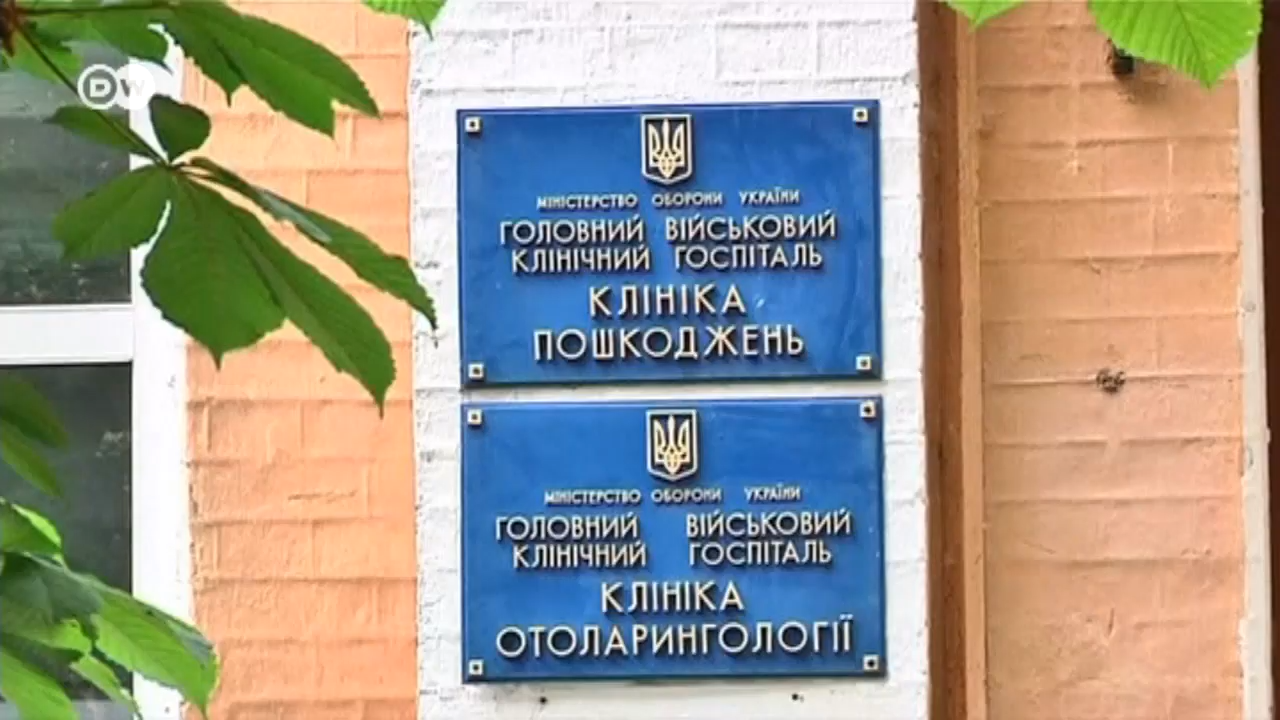 DW
МІНІСТЕРСТВО ОБОРОНИ УКРАЇНИ
ГОЛОВНИЙ ВІЙСЬКОВИЙ
КЛІНІЧНИЙ ГОСПІТАЛЬ
КЛІНІКА
ПОШКОДЖЕНЬ
МІНІСТЕРСТВО ОБОРОНИ УКРАЇНИ
ГОЛОВНИЙ ВІЙСЬКОВИЙ
КЛІНІЧНИЙ ГОСПІТАЛЬ
КЛІНІКА
ОТОЛАРИНГОЛОГІЇ